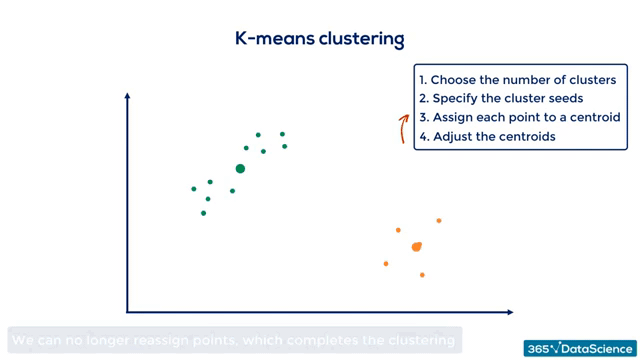 K-means clustering
1. Choose the number of clusters
2. Specify the cluster seeds
3. Assign each point to a centroid
4. Adjust the centroids
We can no longer reassign points, which completes the clustering
365 DataScience